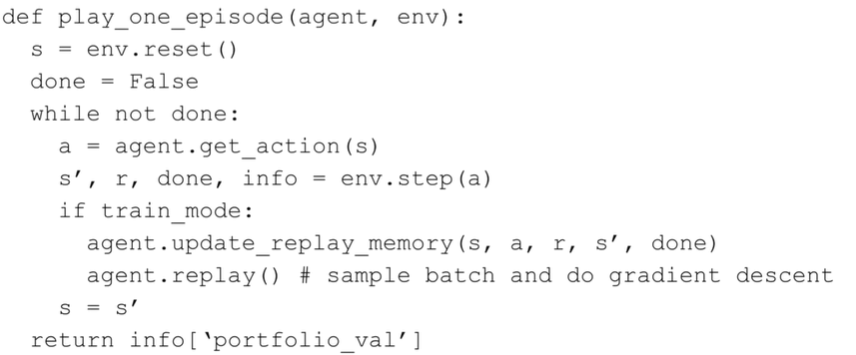 def play_one_episode(agent, env):
  s = env.reset()
  done = False
  while not done:
    a = agent.get_action(s)
    s’, r, done, info = env.step(a)
    if train_mode:
      agent.update_replay_memory(s, a, r, s’, done)
      agent.replay() # sample batch and do gradient descent
    s = s’
  return info[‘portfolio_val’]